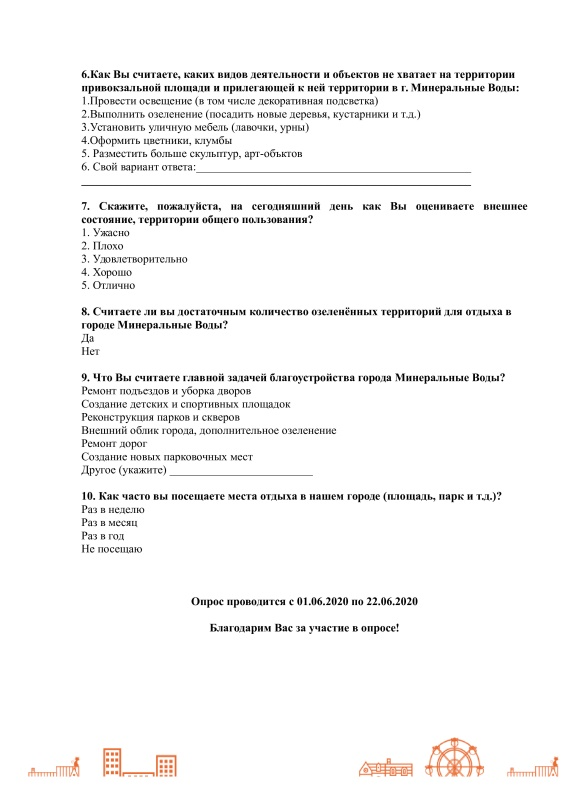 6.Как Вы считаете, каких видов деятельности и объектов не хватает на территории
привокзальной площади и прилегающей к ней территории в г. Минеральные Воды:
1.Провести освещение (в том числе декоративная подсветка)
2.Выполнить озеленение (посадить новые деревья, кустарники и т.д.)
3.Установить уличную мебель (лавочки, урны)
4.Оформить цветники, клумбы
5. Разместить больше скульптур, арт-объктов
6. Свой вариант ответа:_______________________________________________
____________________________________________________________________
7. Скажите, пожалуйста, на сегодняшний день как Вы оцениваете внешнее
состояние, территории общего пользования?
1. Ужасно
2. Плохо
3. Удовлетворительно
4. Хорошо
5. Отлично
8. Считаете ли вы достаточным количество озеленённых территорий для отдыха в
городе Минеральные Воды?
Да
Нет
9. Что Вы считаете главной задачей благоустройства города Минеральные Воды?
Ремонт подъездов и уборка дворов
Создание детских и спортивных площадок
Реконструкция парков и скверов
Внешний облик города, дополнительное озеленение
Ремонт дорог
Создание новых парковочных мест
Другое (укажите) _________________________
10. Как часто вы посещаете места отдыха в нашем городе (площадь, парк и т.д.)?
Раз в неделю
Раз в месяц
Раз в год
Не посещаю
Опрос проводится с 01.06.2020 по 22.06.2020
Благодарим Вас за участие в опросе!